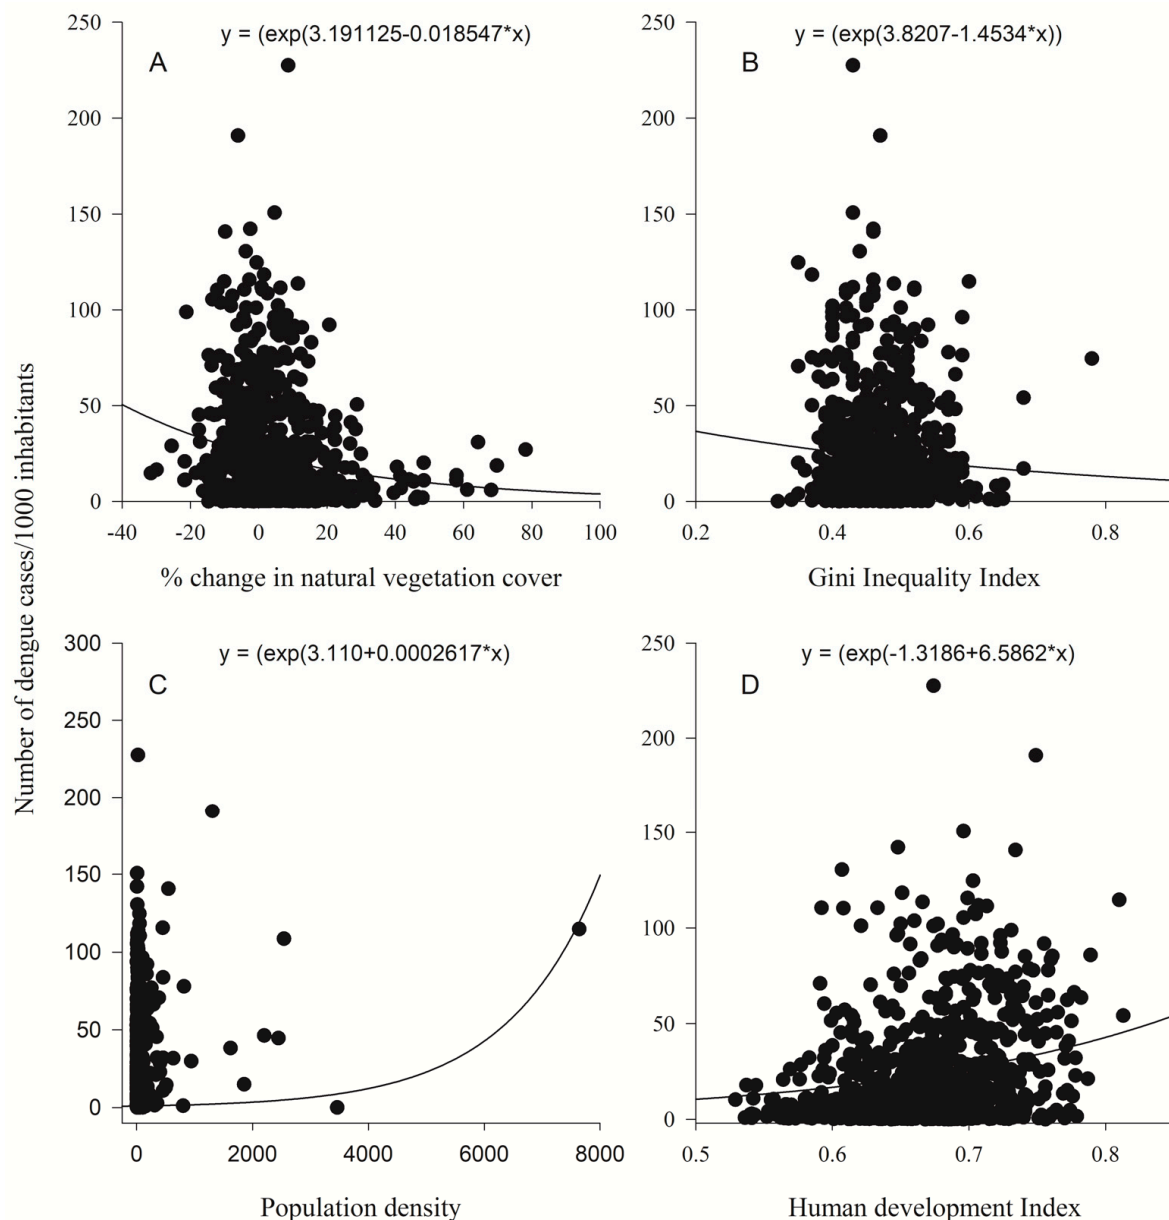 Number of dengue cases/1000 inhabitants
y = (exp(3.191125-0.018547*x)
A
250
200
150
100
50
0
-40 -20 0 20 40 60 80 100
% change in natural vegetation cover
y = (exp(3.8207-1.4534*x))
B
250
200
150
100
50
0
0.2 0.4 0.6 0.8
Gini Inequality Index
y = (exp(3.110+0.0002617*x)
C
300
250
200
150
100
50
0
0 2000 4000 6000 8000
Population density
y = (exp(-1.3186+6.5862*x)
D
250
200
150
100
50
0
0.5 0.6 0.7 0.8
Human development Index